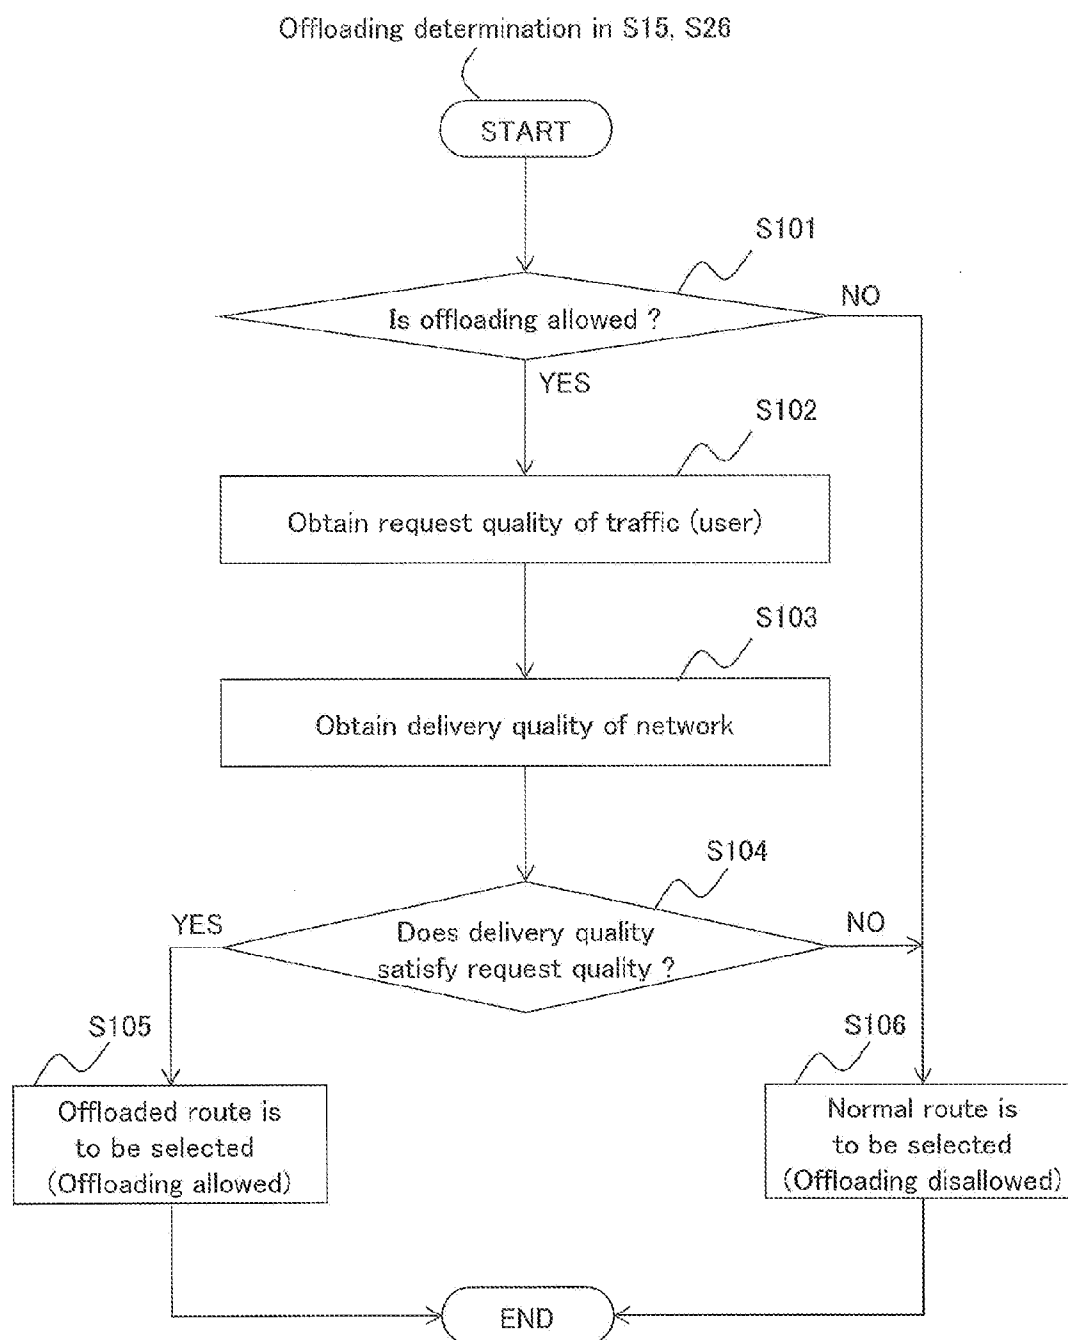 Offloading determination in S15, S26
START
S101
Is offloading allowed ?
NO
YES
S102
Obtain request quality of traffic (user)
S103
Obtain delivery quality of network
S104
YES
NO
Does delivery quality
satisfy request quality ?
S105
S106
Offloaded route is
to be selected
(Offloading allowed)
Normal route is
to be selected
(Offloading disallowed)
END